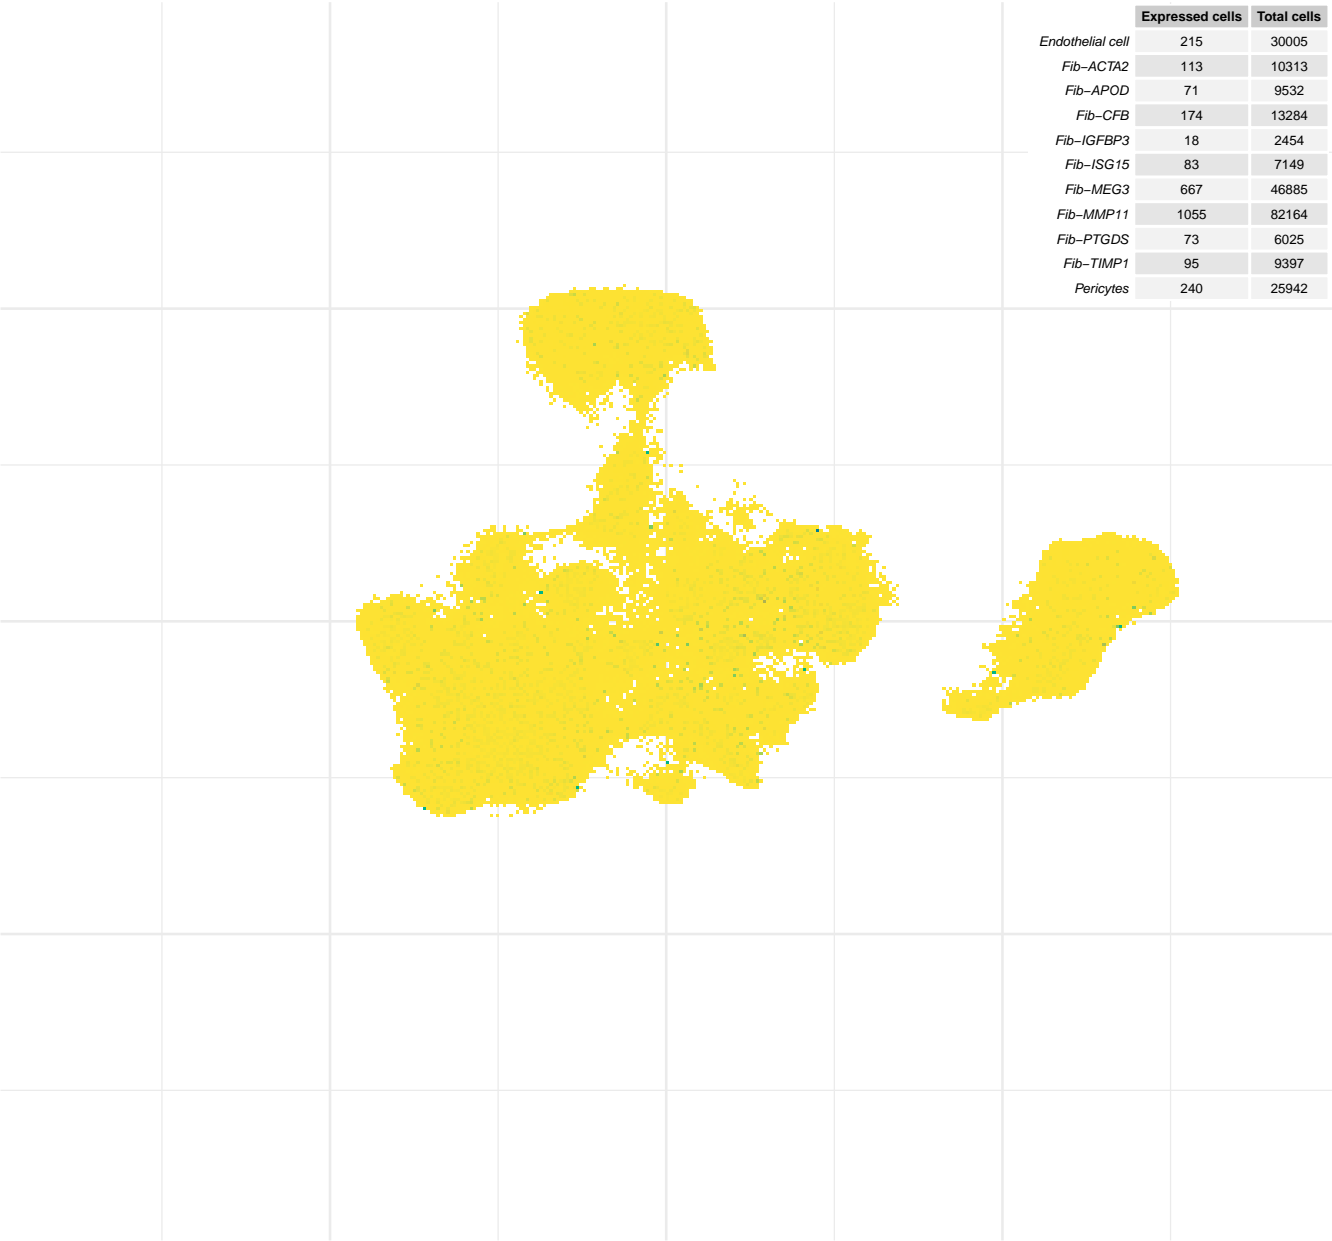 Expressed cells Total cells
Endothelial cell 215 30005
Fib−ACTA2 113 10313
Fib−APOD 71 9532
Fib−CFB 174 13284
Fib−IGFBP3 18 2454
Fib−ISG15 83 7149
Fib−MEG3 667 46885
Fib−MMP11 1055 82164
Fib−PTGDS 73 6025
Fib−TIMP1 95 9397
Pericytes 240 25942